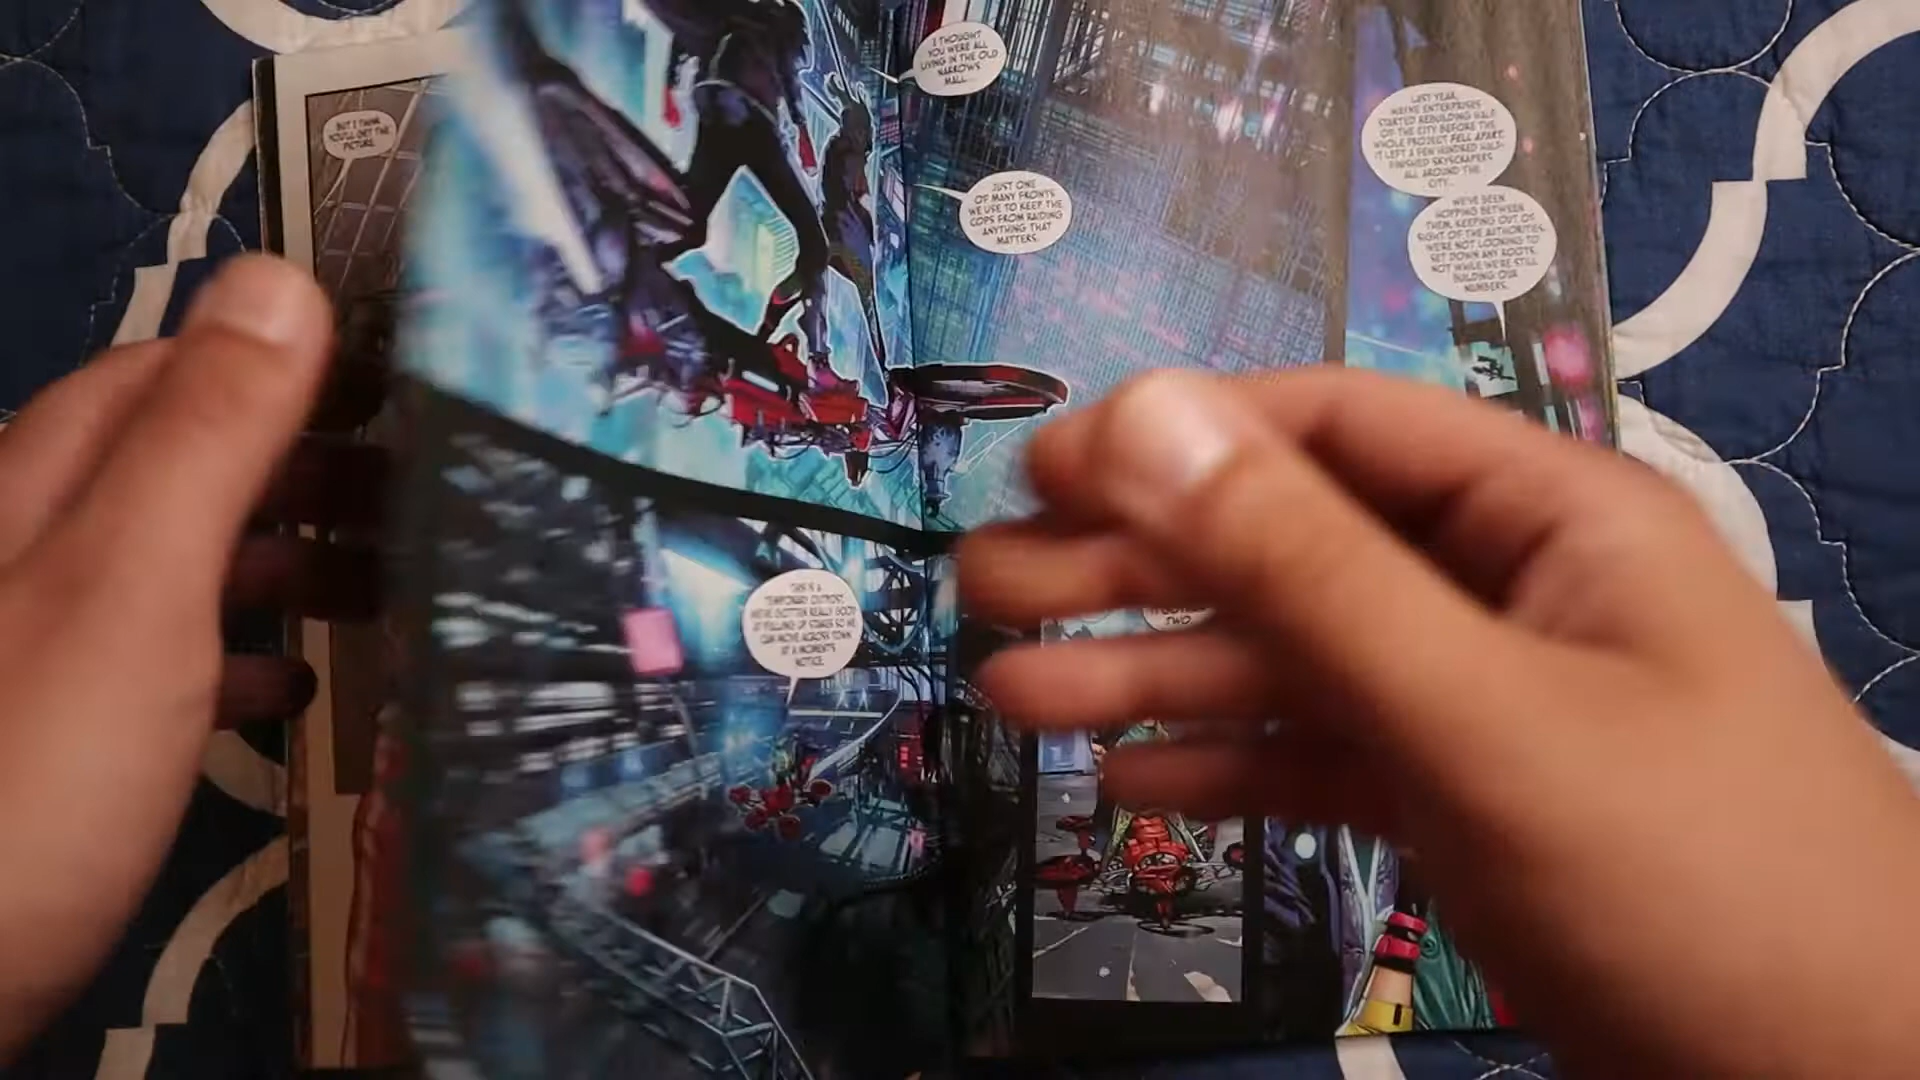 BUT I THINK
YOU'LL GET THE
PICTURE.
I THOUGHT
YOU WERE ALL
LIVING IN THE OLD
NARROWS
MALL...
JUST ONE
OF MANY FRONTS
WE USE TO KEEP THE
COPS FROM RAIDING
ANYTHING THAT
MATTERS.
LAST YEAR,
WAYNE ENTERPRISES
STARTED REBUILDING HALF
OF THE CITY BEFORE THE
WHOLE PROJECT FELL APART.
IT LEFT A FEW HUNDRED HALF-
FINISHED SKYSCRAPERS
ALL AROUND THE
CITY...
WE'VE BEEN
HOPPING BETWEEN
THEM, KEEPING OUT OF
SIGHT OF THE AUTHORITIES.
WE'RE NOT LOOKING TO
SET DOWN ANY ROOTS,
NOT WHILE WE'RE STILL
BUILDING OUR
NUMBERS.
THIS IS A
TEMPORARY OUTPOST.
WE'VE GOTTEN REALLY GOOD
AT PULLING UP STAKES SO WE
CAN MOVE ACROSS TOWN
AT A MOMENT'S
NOTICE.
TWO